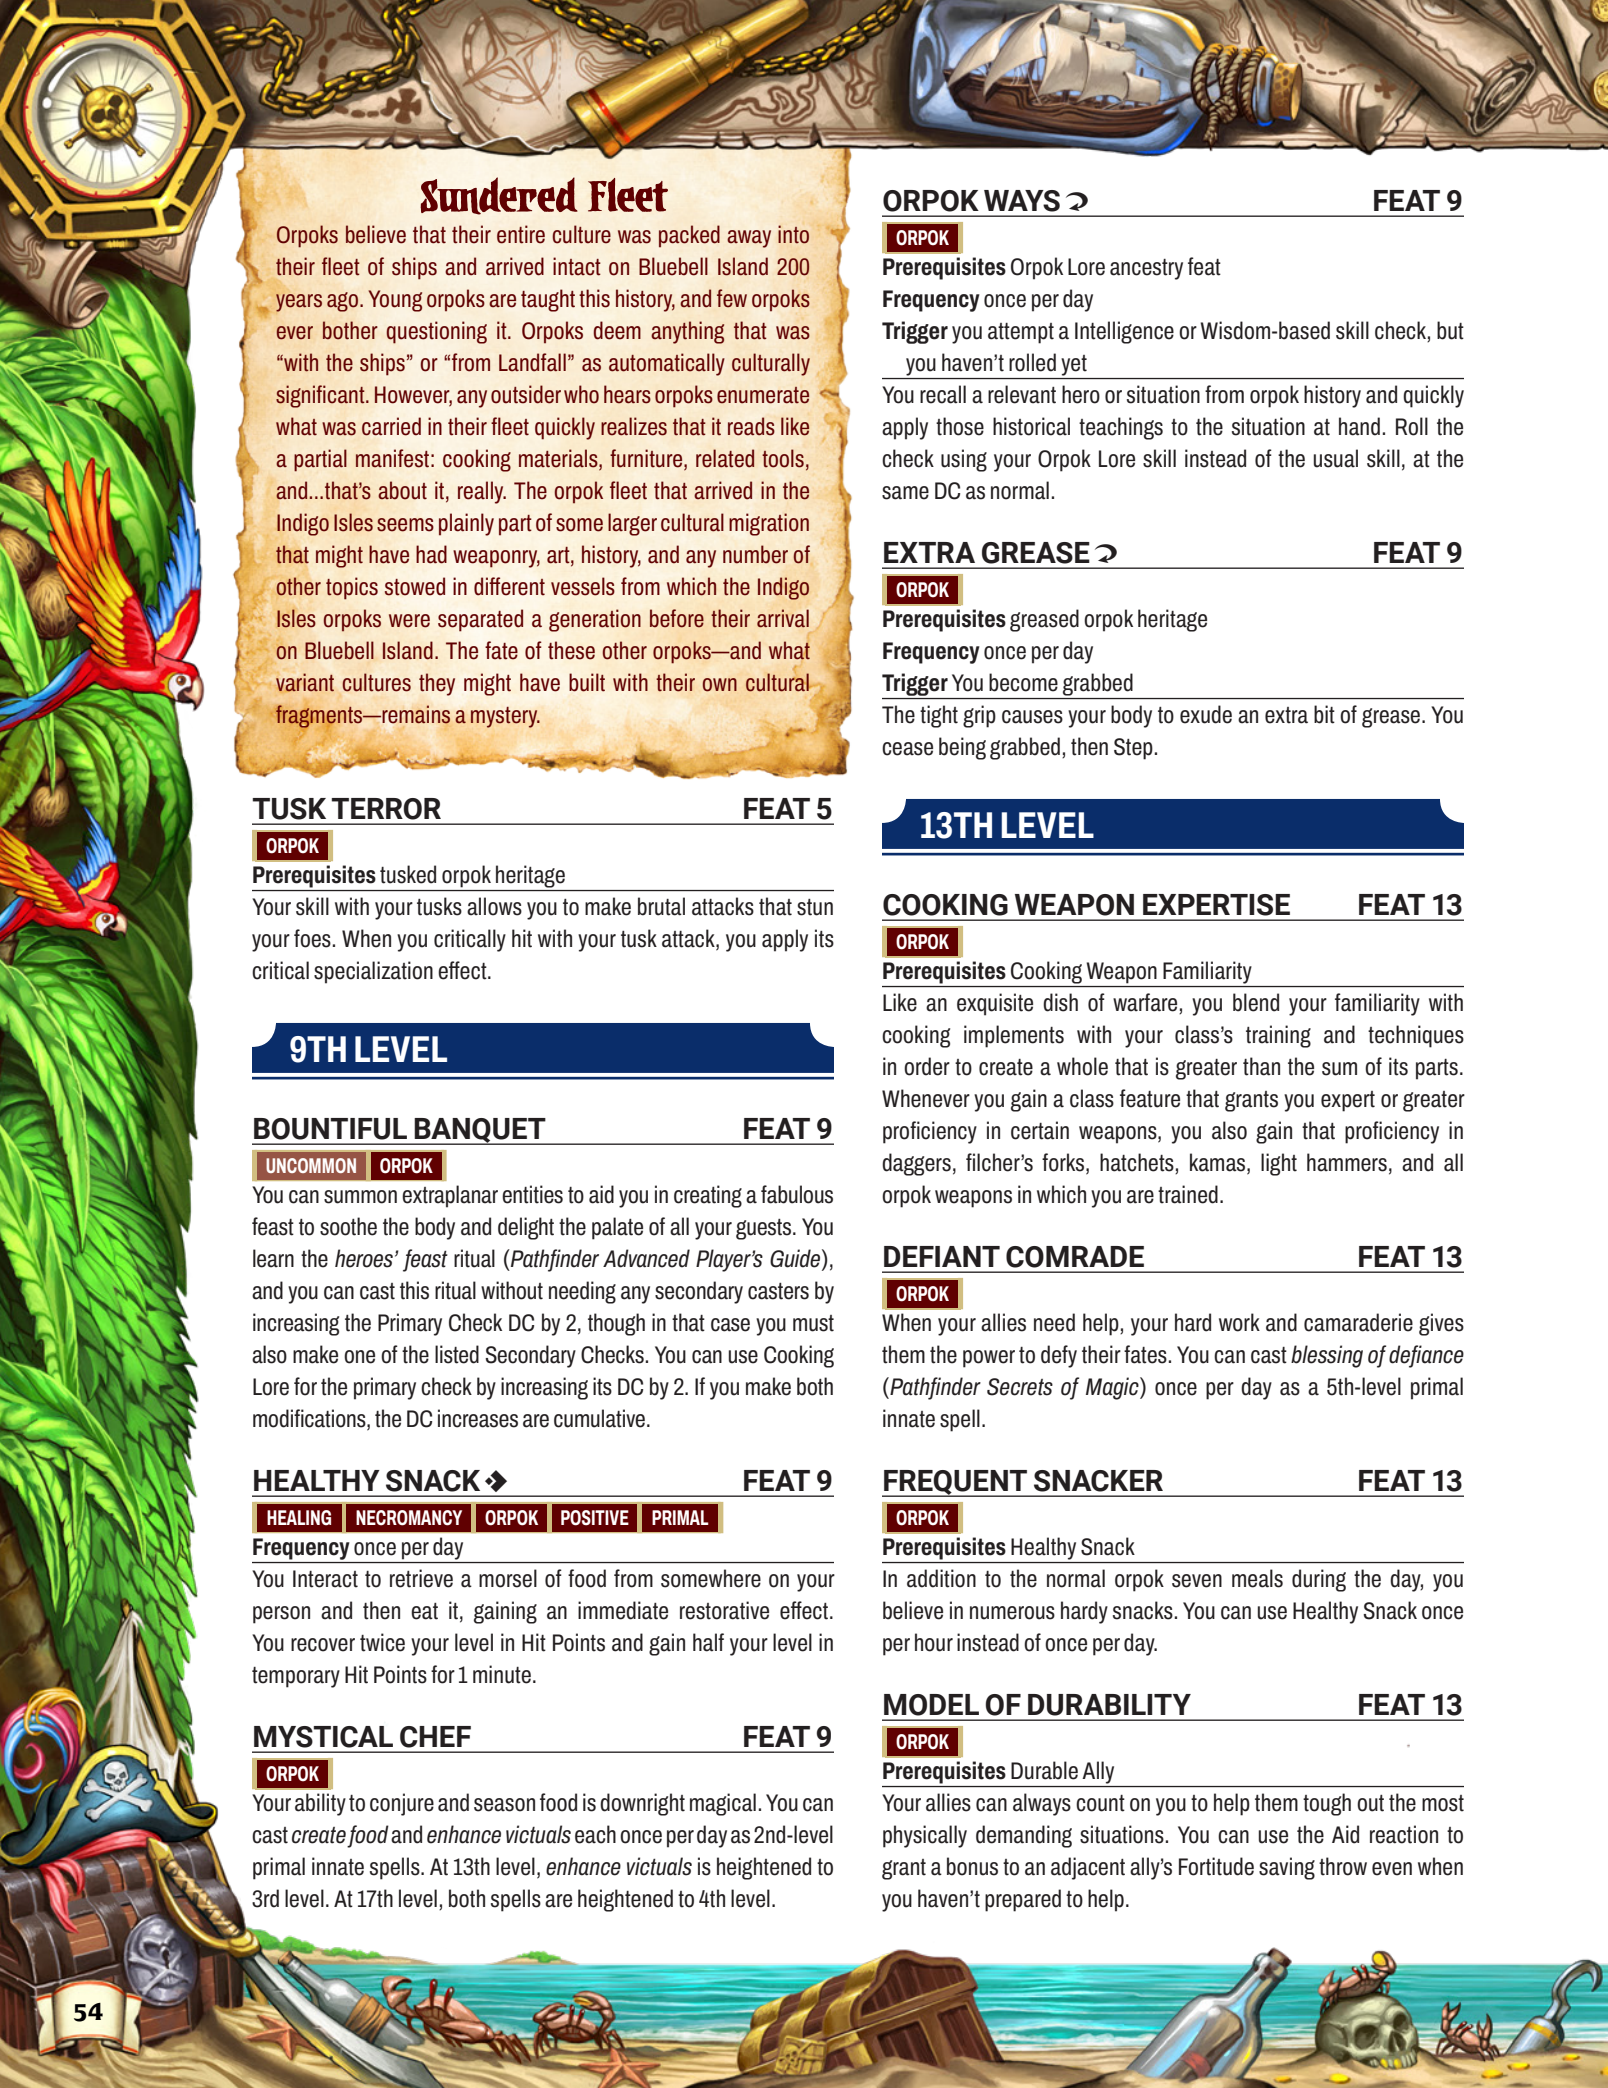 Sundered Fleet
Orpoks believe that their entire culture was packed away into
their fleet of ships and arrived intact on Bluebell Island 200
years ago. Young orpoks are taught this history, and few orpoks
ever bother questioning it. Orpoks deem anything that was
“with the ships” or “from Landfall” as automatically culturally
significant. However, any outsider who hears orpoks enumerate
what was carried in their fleet quickly realizes that it reads like
a partial manifest: cooking materials, furniture, related tools,
and...that’s about it, really. The orpok fleet that arrived in the
Indigo Isles seems plainly part of some larger cultural migration
that might have had weaponry, art, history, and any number of
other topics stowed in different vessels from which the Indigo
Isles orpoks were separated a generation before their arrival
on Bluebell Island. The fate of these other orpoks—and what
variant cultures they might have built with their own cultural
fragments—remains a mystery.
TUSK TERROR FEAT 5
ORPOK
Prerequisites tusked orpok heritage
Your skill with your tusks allows you to make brutal attacks that stun
your foes. When you critically hit with your tusk attack, you apply its
critical specialization effect.
9TH LEVEL
BOUNTIFUL BANQUET FEAT 9
UNCOMMON ORPOK
You can summon extraplanar entities to aid you in creating a fabulous
feast to soothe the body and delight the palate of all your guests. You
learn the heroes’ feast ritual (Pathfinder Advanced Player’s Guide),
and you can cast this ritual without needing any secondary casters by
increasing the Primary Check DC by 2, though in that case you must
also make one of the listed Secondary Checks. You can use Cooking
Lore for the primary check by increasing its DC by 2. If you make both
modifications, the DC increases are cumulative.
HEALTHY SNACK FEAT 9
HEALING NECROMANCY ORPOK POSITIVE PRIMAL
Frequency once per day
You Interact to retrieve a morsel of food from somewhere on your
person and then eat it, gaining an immediate restorative effect.
You recover twice your level in Hit Points and gain half your level in
temporary Hit Points for 1 minute.
MYSTICAL CHEF FEAT 9
ORPOK
Your ability to conjure and season food is downright magical. You can
cast create food and enhance victuals each once per day as 2nd-level
primal innate spells. At 13th level, enhance victuals is heightened to
3rd level. At 17th level, both spells are heightened to 4th level.
ORPOK WAYS FEAT 9
ORPOK
Prerequisites Orpok Lore ancestry feat
Frequency once per day
Trigger you attempt a Intelligence or Wisdom-based skill check, but
you haven’t rolled yet
You recall a relevant hero or situation from orpok history and quickly
apply those historical teachings to the situation at hand. Roll the
check using your Orpok Lore skill instead of the usual skill, at the
same DC as normal.
EXTRA GREASE FEAT 9
ORPOK
Prerequisites greased orpok heritage
Frequency once per day
Trigger You become grabbed
The tight grip causes your body to exude an extra bit of grease. You
cease being grabbed, then Step.
13TH LEVEL
COOKING WEAPON EXPERTISE FEAT 13
ORPOK
Prerequisites Cooking Weapon Familiarity
Like an exquisite dish of warfare, you blend your familiarity with
cooking implements with your class’s training and techniques
in order to create a whole that is greater than the sum of its parts.
Whenever you gain a class feature that grants you expert or greater
proficiency in certain weapons, you also gain that proficiency in
daggers, filcher’s forks, hatchets, kamas, light hammers, and all
orpok weapons in which you are trained.
DEFIANT COMRADE FEAT 13
ORPOK
When your allies need help, your hard work and camaraderie gives
them the power to defy their fates. You can cast blessing of defiance
(Pathfinder Secrets of Magic) once per day as a 5th-level primal
innate spell.
FREQUENT SNACKER FEAT 13
ORPOK
Prerequisites Healthy Snack
In addition to the normal orpok seven meals during the day, you
believe in numerous hardy snacks. You can use Healthy Snack once
per hour instead of once per day.
MODEL OF DURABILITY FEAT 13
ORPOK
Prerequisites Durable Ally
Your allies can always count on you to help them tough out the most
physically demanding situations. You can use the Aid reaction to
grant a bonus to an adjacent ally’s Fortitude saving throw even when
you haven’t prepared to help.
54